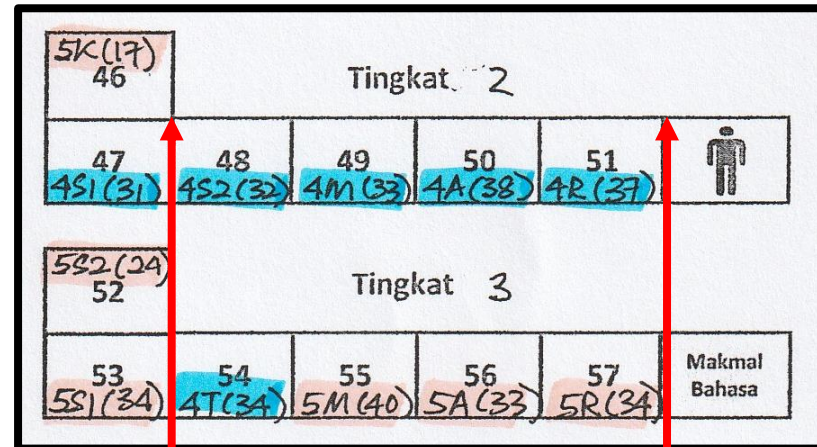 5K(17)
46
Tingkat 2
47 48 49 50 51
4S1(31) 4S2(32) 4M(33) 4A(38) 4R(37)
5S2(24)
52
Tingkat 3
53 54 55 56 57 Makmal
Bahasa
5S1(34) 4T(34) 5M(40) 5A(33) 5R(34)